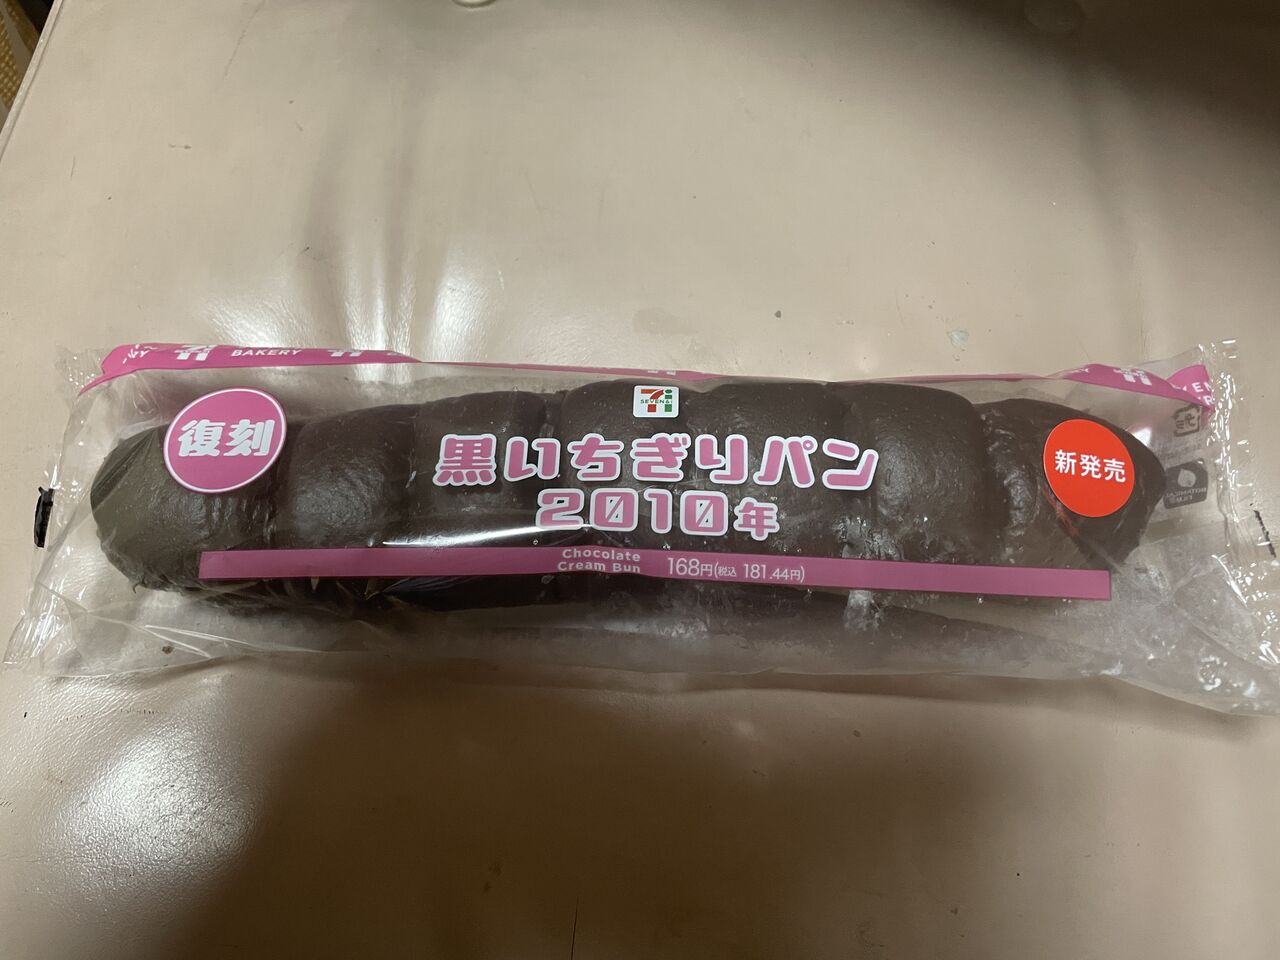 BAKERY
復刻
SEVEN&i
黒いちぎりパン
2010年
新発売
Chocolate
Cream Bun
168円(税込 181.44円)